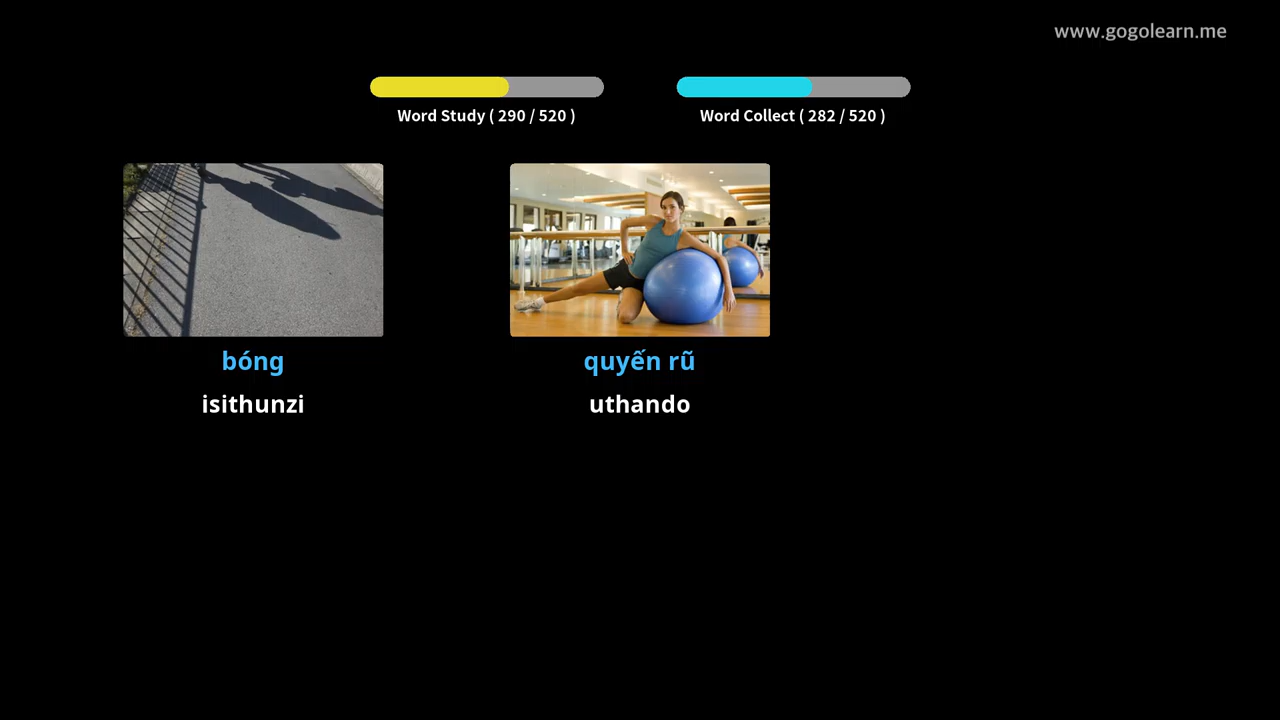 www.gogolearn.me
Word Study ( 290 / 520 )
Word Collect ( 282 / 520 )
bóng
quyến rũ
isithunzi
uthando